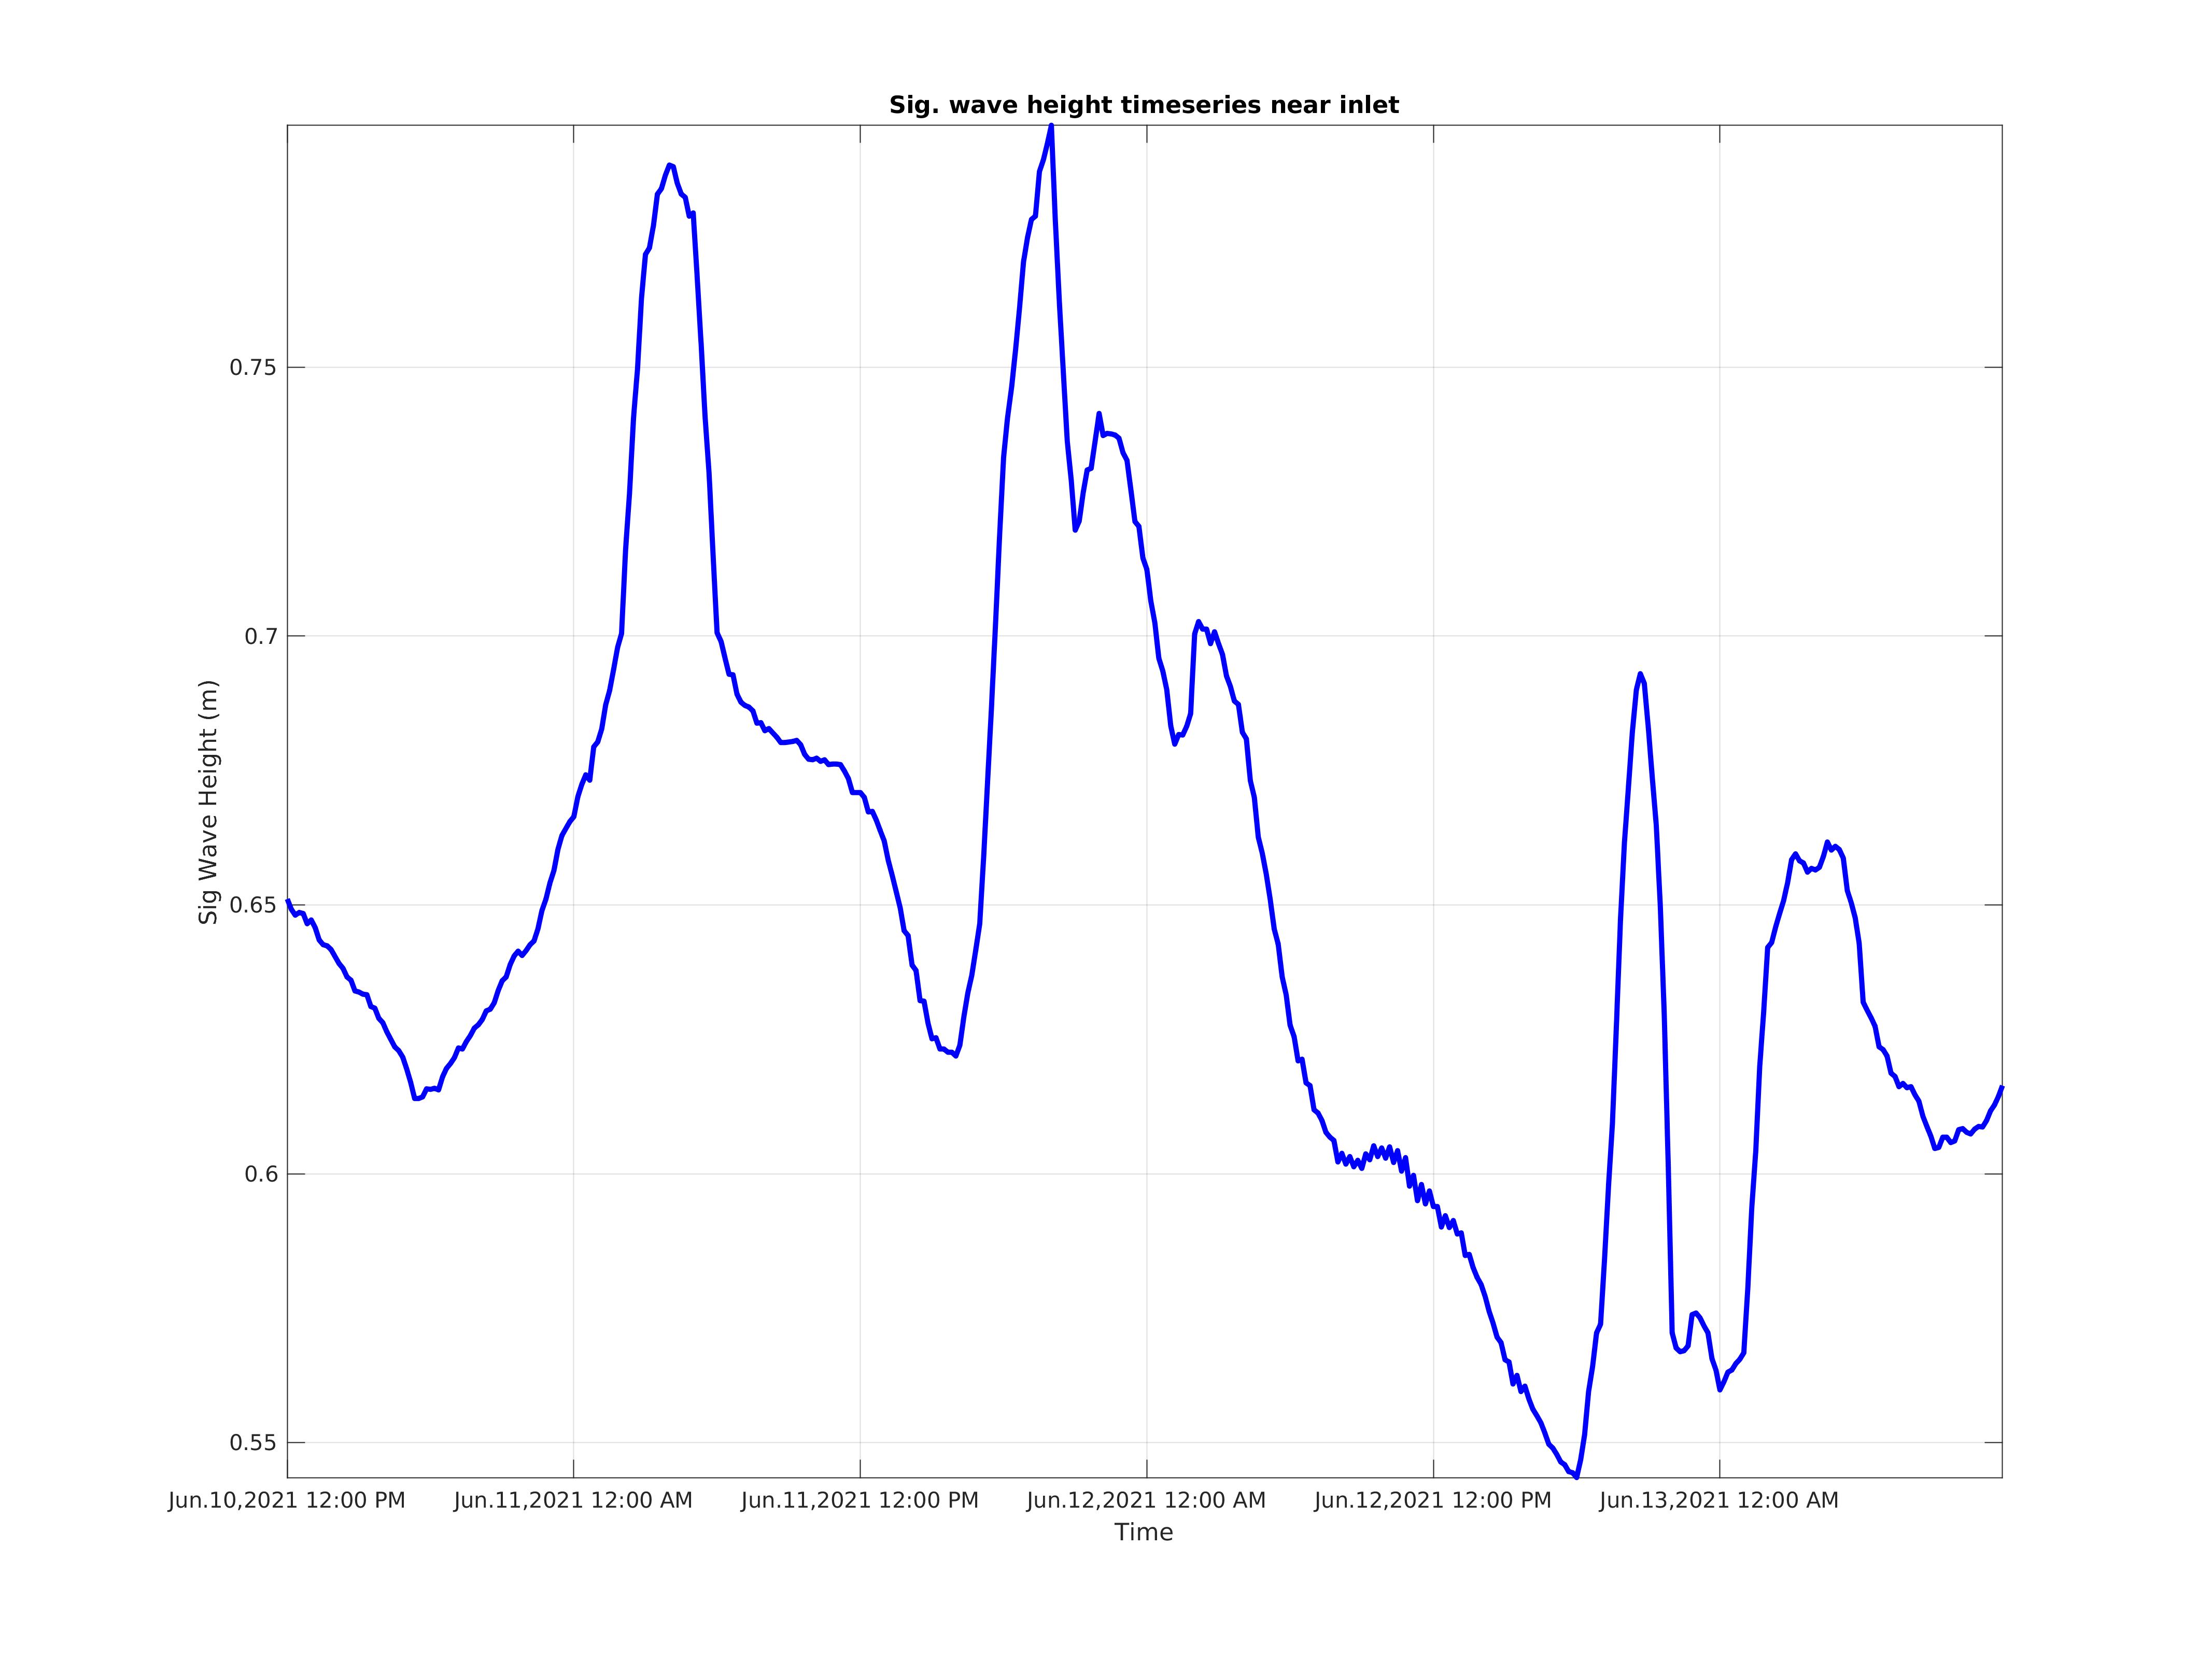 Sig. wave height timeseries near inlet
0.75
0.7
0.65
0.6
0.55
Sig Wave Height (m)
Jun.10,2021 12:00 PM
Jun.11,2021 12:00 AM
Jun.11,2021 12:00 PM
Jun.12,2021 12:00 AM
Jun.12,2021 12:00 PM
Jun.13,2021 12:00 AM
Time